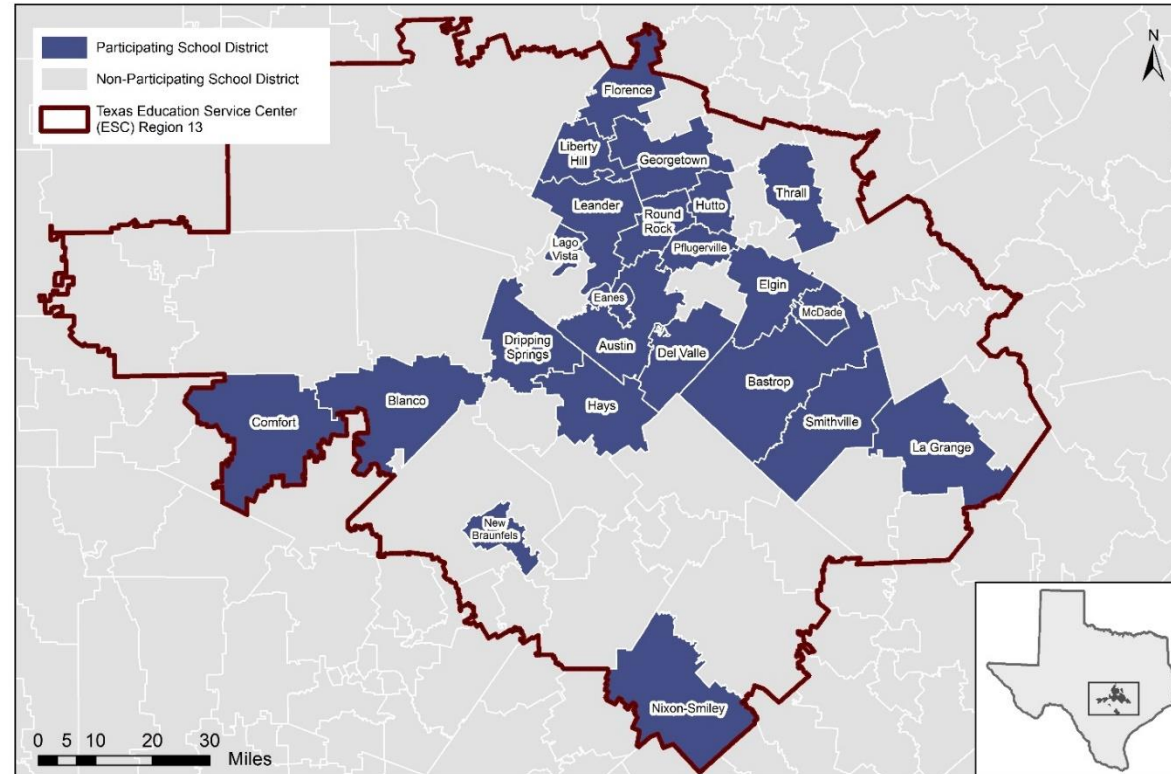 Participating School District
Non-Participating School District
Texas Education Service Center
(ESC) Region 13
N
Florence
Liberty
Hill
Georgetown
Thrall
Leander
Hutto
Round
Rock
Pflugerville
Lago
Vista
Elgin
Eanes
McDade
Dripping
Springs
Austin
Del Valle
Bastrop
Blanco
Hays
Comfort
Smithville
La Grange
New
Braunfels
Nixon-Smiley
0 5 10 20 30
Miles